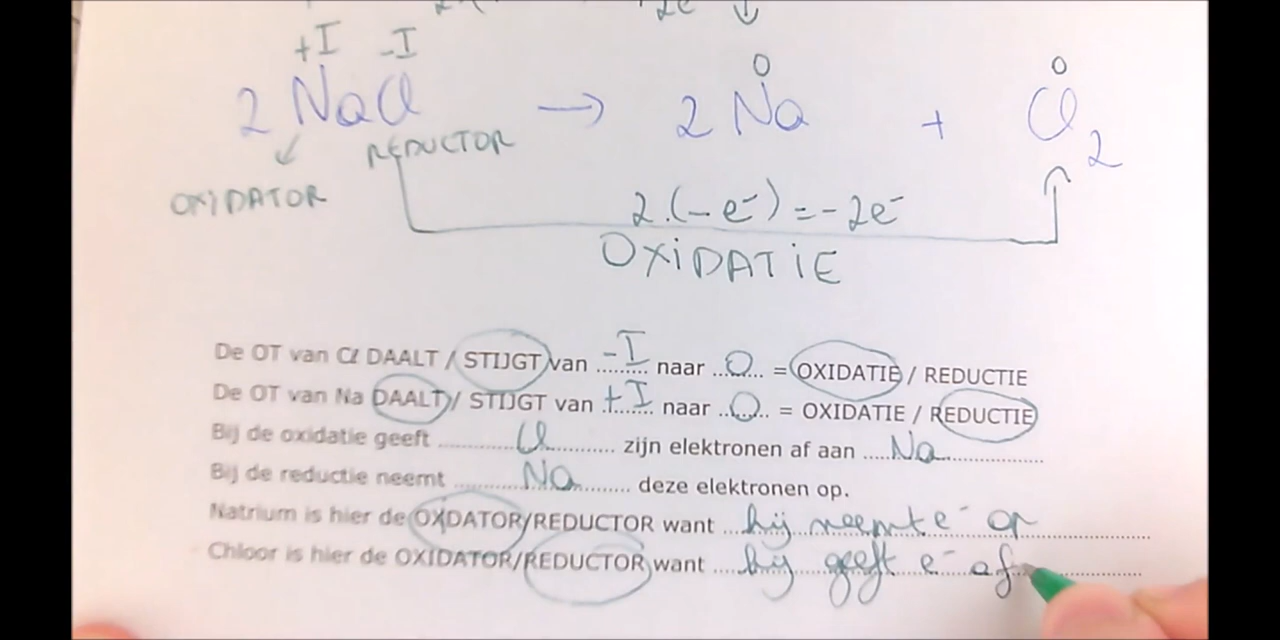 2e
+I -I
0 0
2 NaCl → 2 Na + Cl2
REDUCTOR
OXIDATOR
2.(-e-) = -2e-
OXIDATIE
De OT van Cl DAALT / STIJGT van -I naar 0 = OXIDATIE / REDUCTIE
De OT van Na DAALT / STIJGT van +I naar 0 = OXIDATIE / REDUCTIE
Bij de oxidatie geeft Cl zijn elektronen af aan Na
Bij de reductie neemt Na deze elektronen op.
Natrium is hier de OXDATOR/REDUCTOR want hij neemt e- op
Chloor is hier de OXIDATOR/REDUCTOR want hij geeft e- af